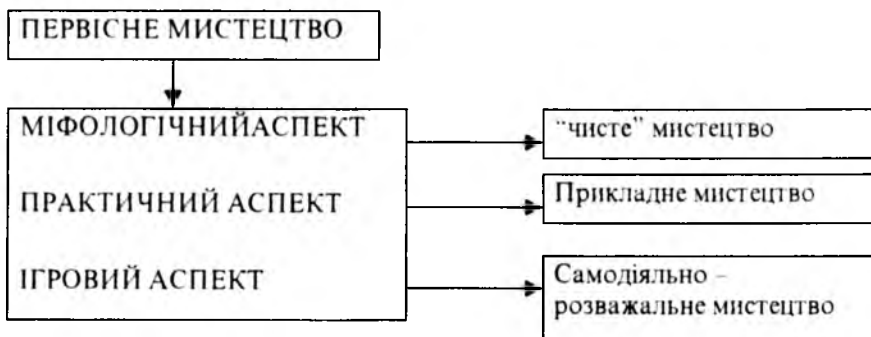 ПЕРВІСНЕ МИСТЕЦТВО
МІФОЛОГІЧНИЙАСПЕКТ
“чисте” мистецтво
ПРАКТИЧНИЙ АСПЕКТ
Прикладне мистецтво
ІГРОВИЙ АСПЕКТ
Самодіяльно –
розважальне мистецтво